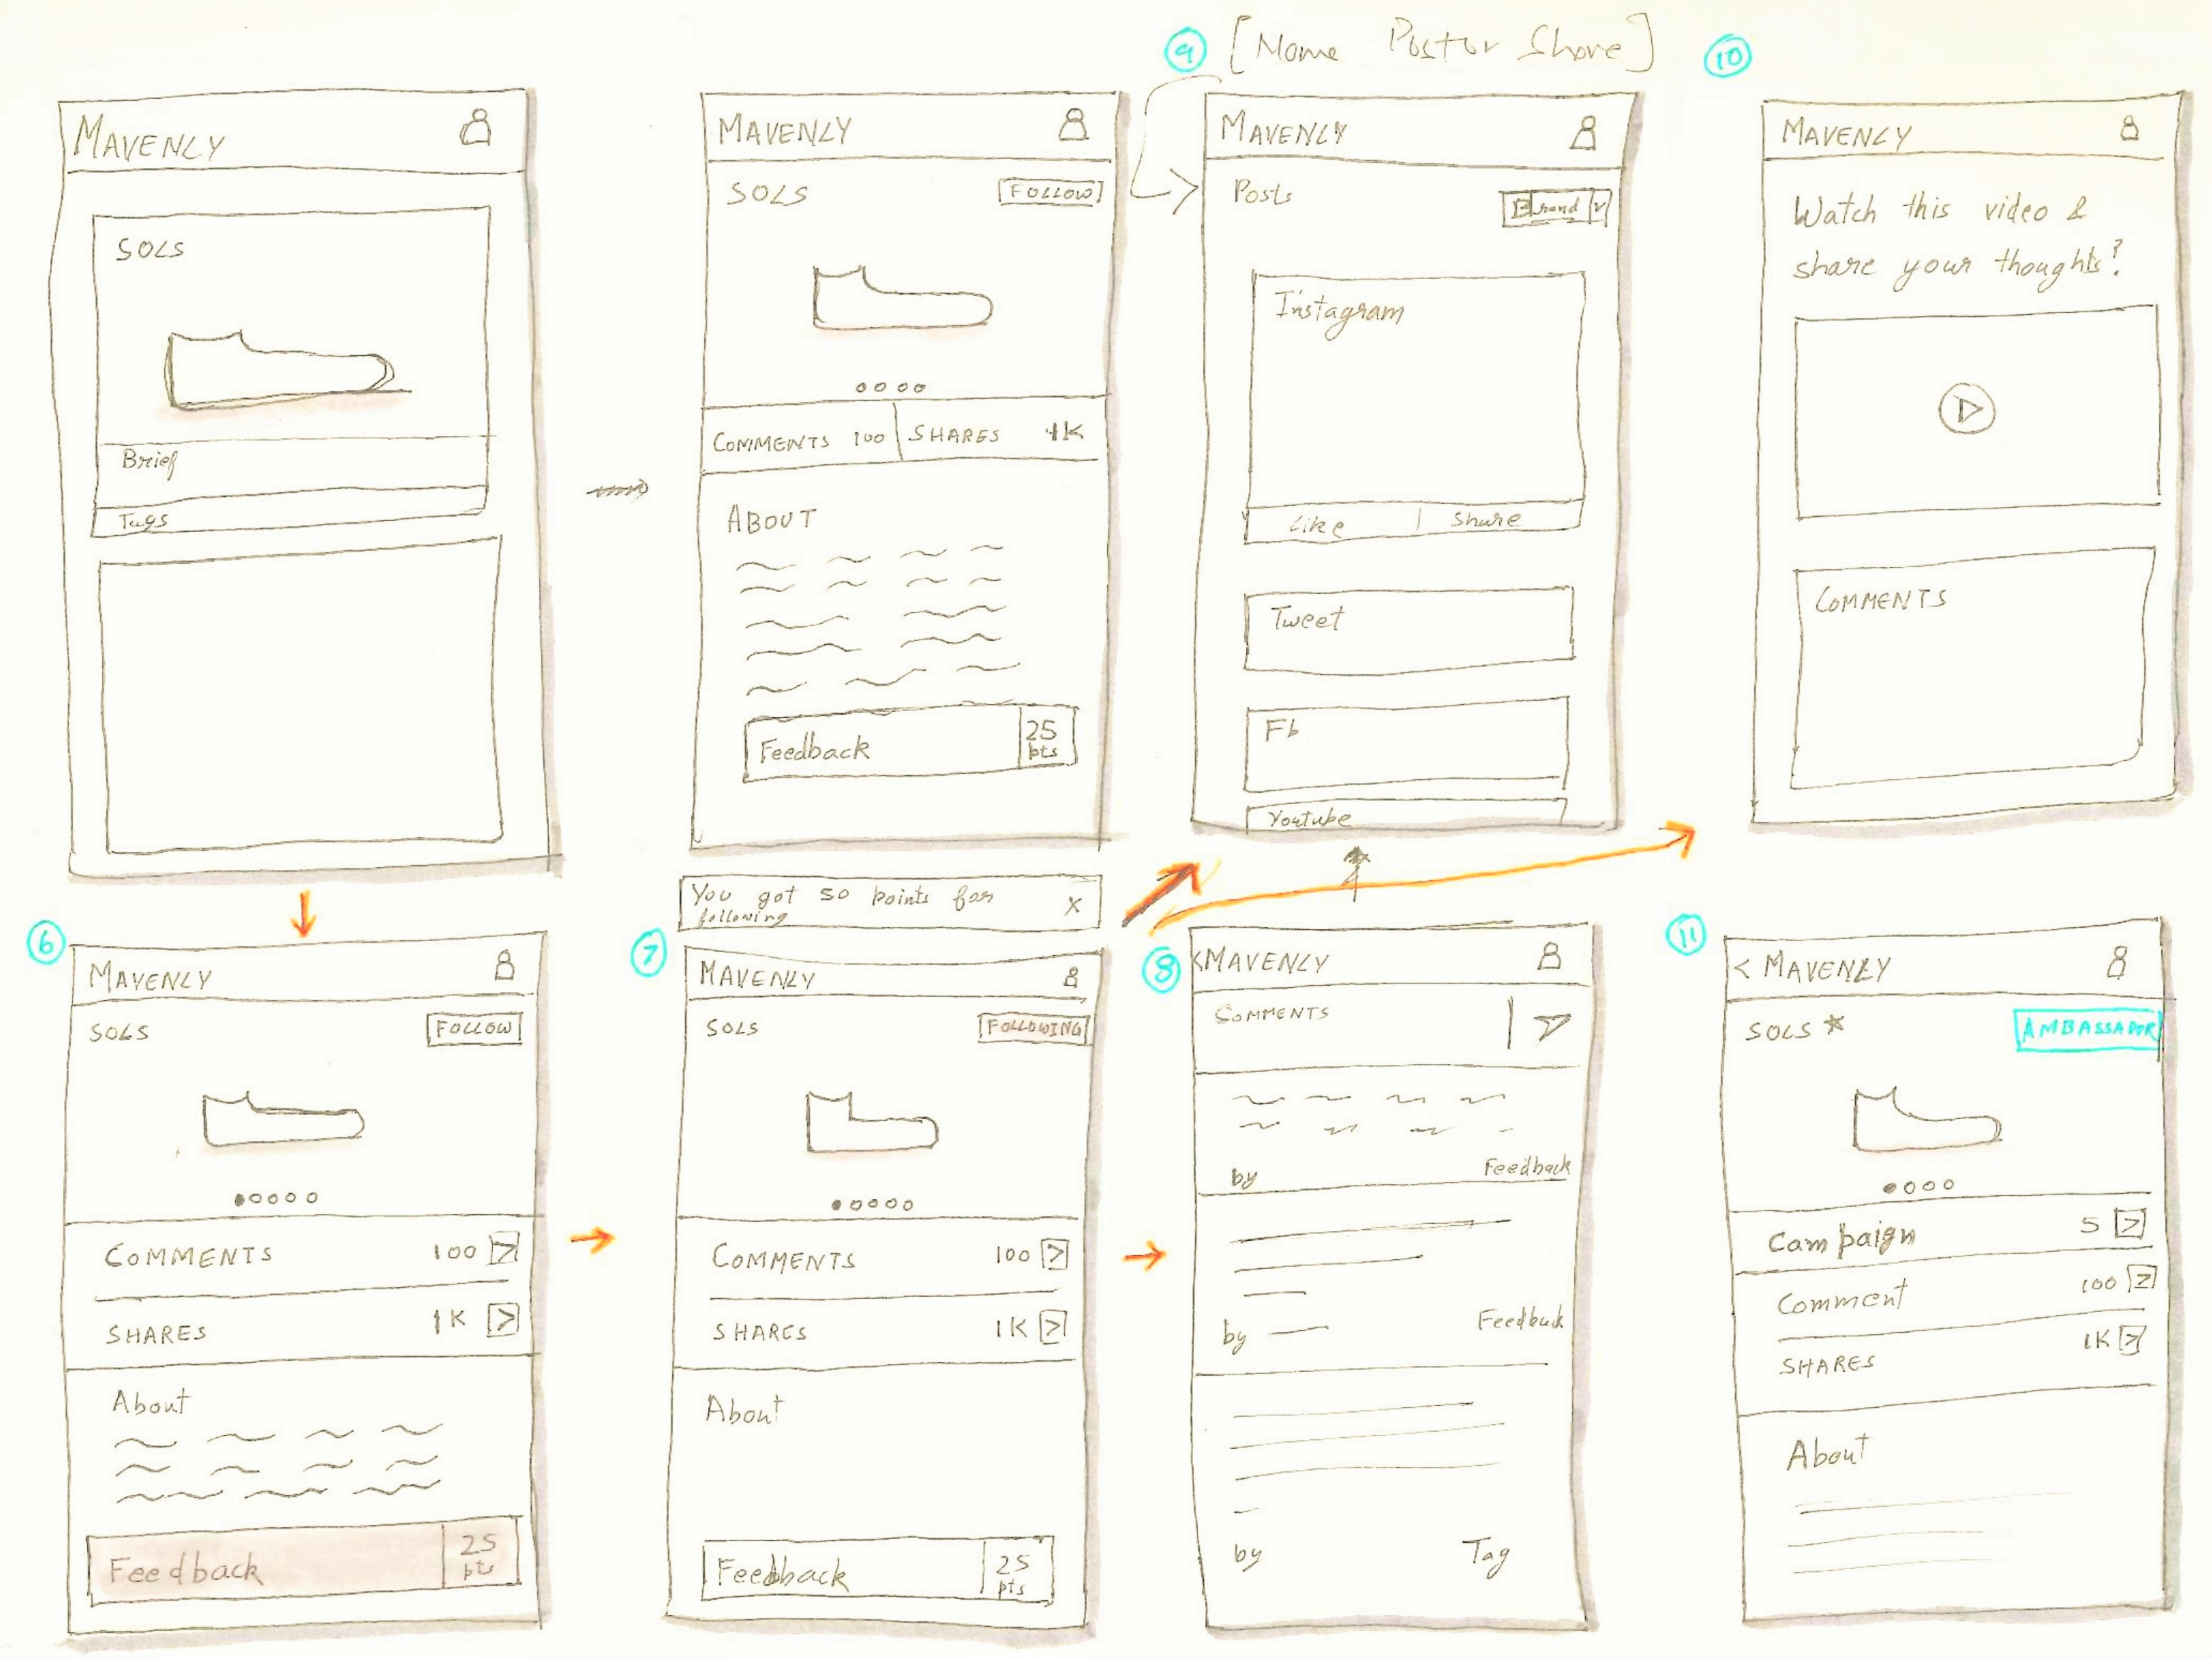 MAVENLY
SOLS
Brief
Tags
MAVENLY
SOLS
FOLLOW
COMMENTS 100
SHARES 1K
ABOUT
Feedback
25
pts
9
[ Post or Share ]
MAVENLY
Posts
Brand
Instagram
Like
Share
Tweet
Fb
Youtube
10
MAVENLY
Watch this video &
share your thoughts!
COMMENTS
6
MAVENLY
SOLS
FOLLOW
COMMENTS 100 >
SHARES 1K >
About
Feedback
25
pts
You got 50 points for
following
X
7
MAVENLY
SOLS
FOLLOWING
COMMENTS 100 >
SHARES 1K >
About
Feedback
25
pts
8
<MAVENLY
COMMENTS
by
Feedback
by
Feedback
by
Tag
11
< MAVENLY
SOLS *
AMBASSADOR
Campaign 5 >
Comment 100 >
SHARES 1K >
About